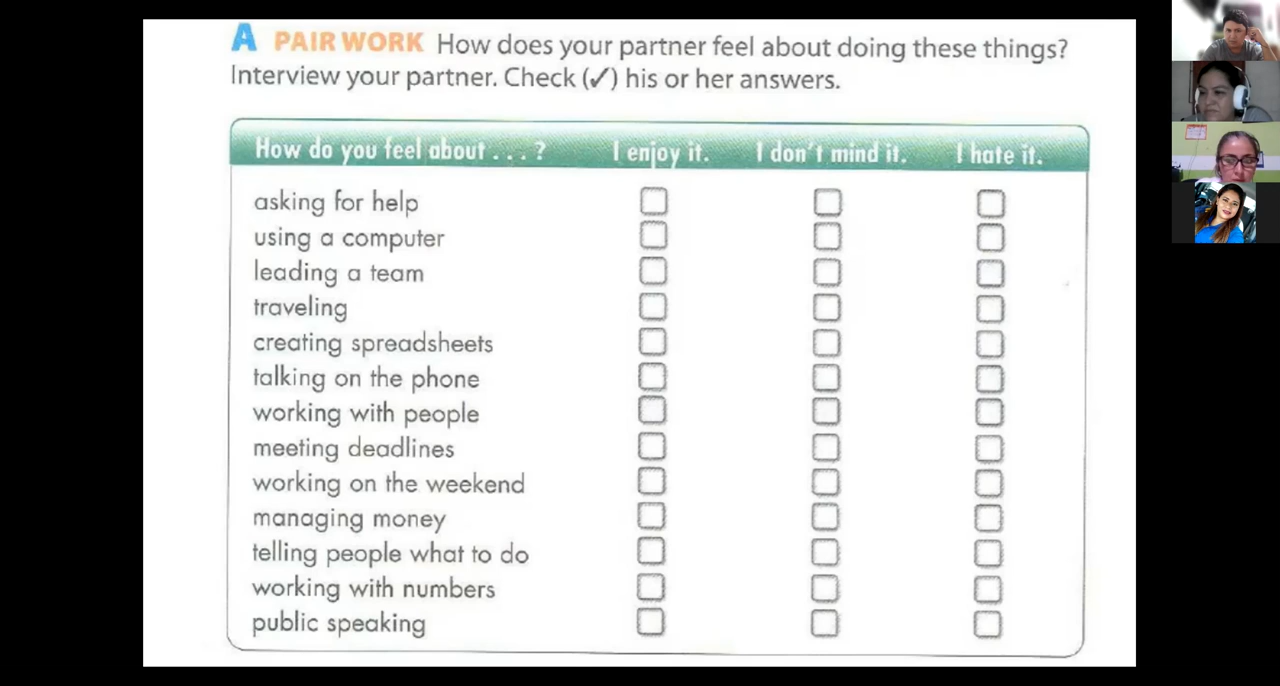 A PAIR WORK How does your partner feel about doing these things?
Interview your partner. Check (✓) his or her answers.
How do you feel about . . . ? I enjoy it. I don't mind it. I hate it.
asking for help
using a computer
leading a team
traveling
creating spreadsheets
talking on the phone
working with people
meeting deadlines
working on the weekend
managing money
telling people what to do
working with numbers
public speaking